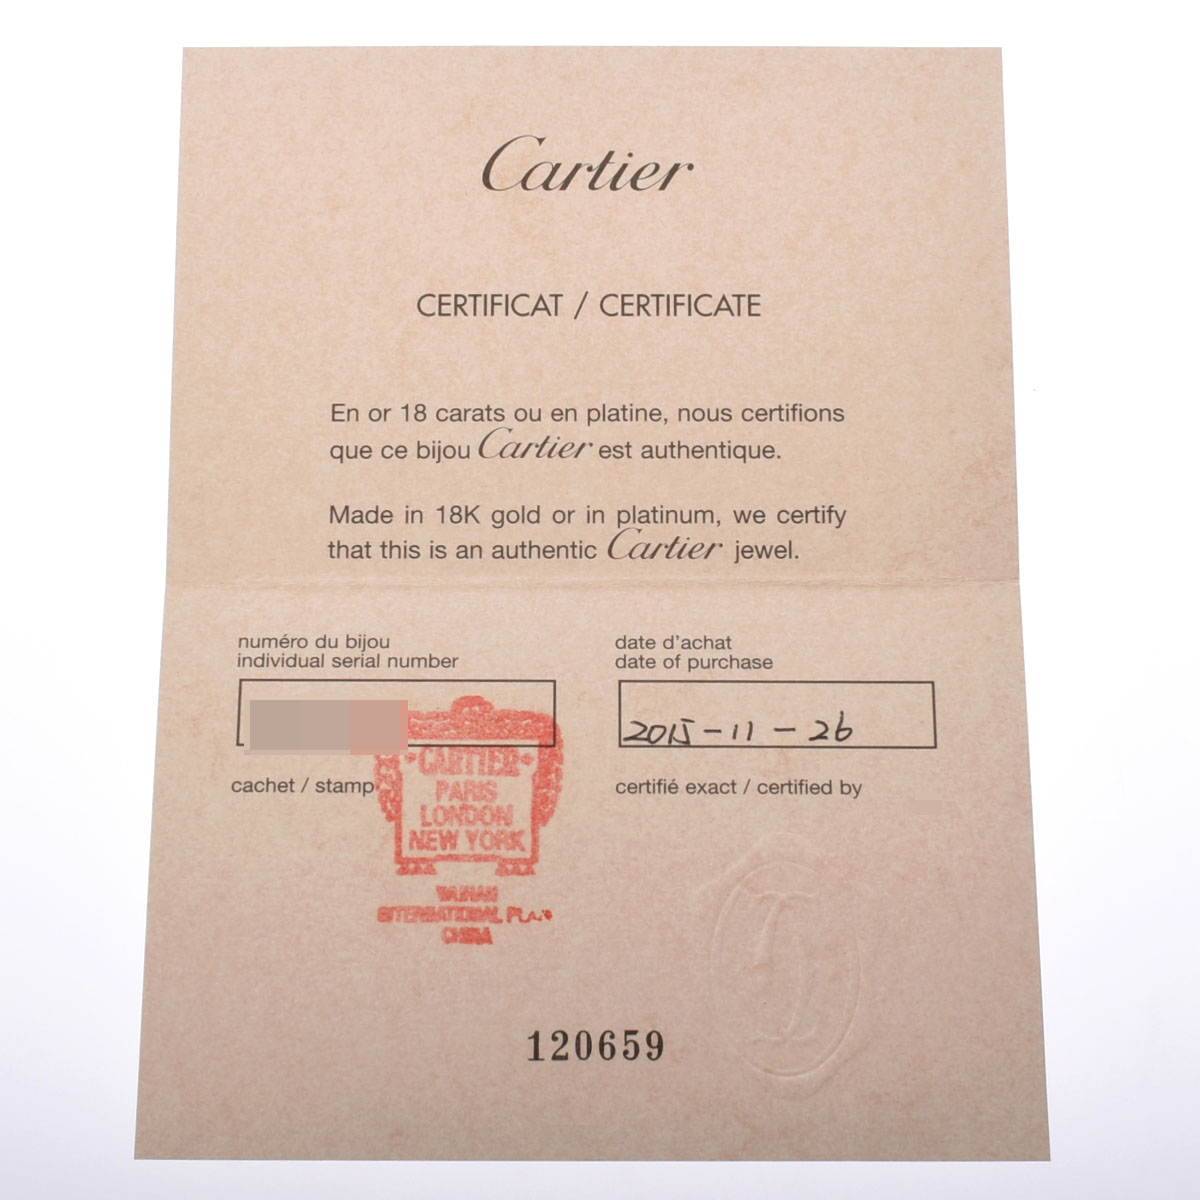 Cartier
CERTIFICAT / CERTIFICATE
En or 18 carats ou en platine, nous certifions
que ce bijou Cartier est authentique.
Made in 18K gold or in platinum, we certify
that this is an authentic Cartier jewel.
numéro du bijou
individual serial number
date d'achat
date of purchase
2015-11-26
cachet / stamp
certifié exact / certified by
CARTIER
PARIS
LONDON
NEW YORK
INTERNATIONAL
CHINA
120659